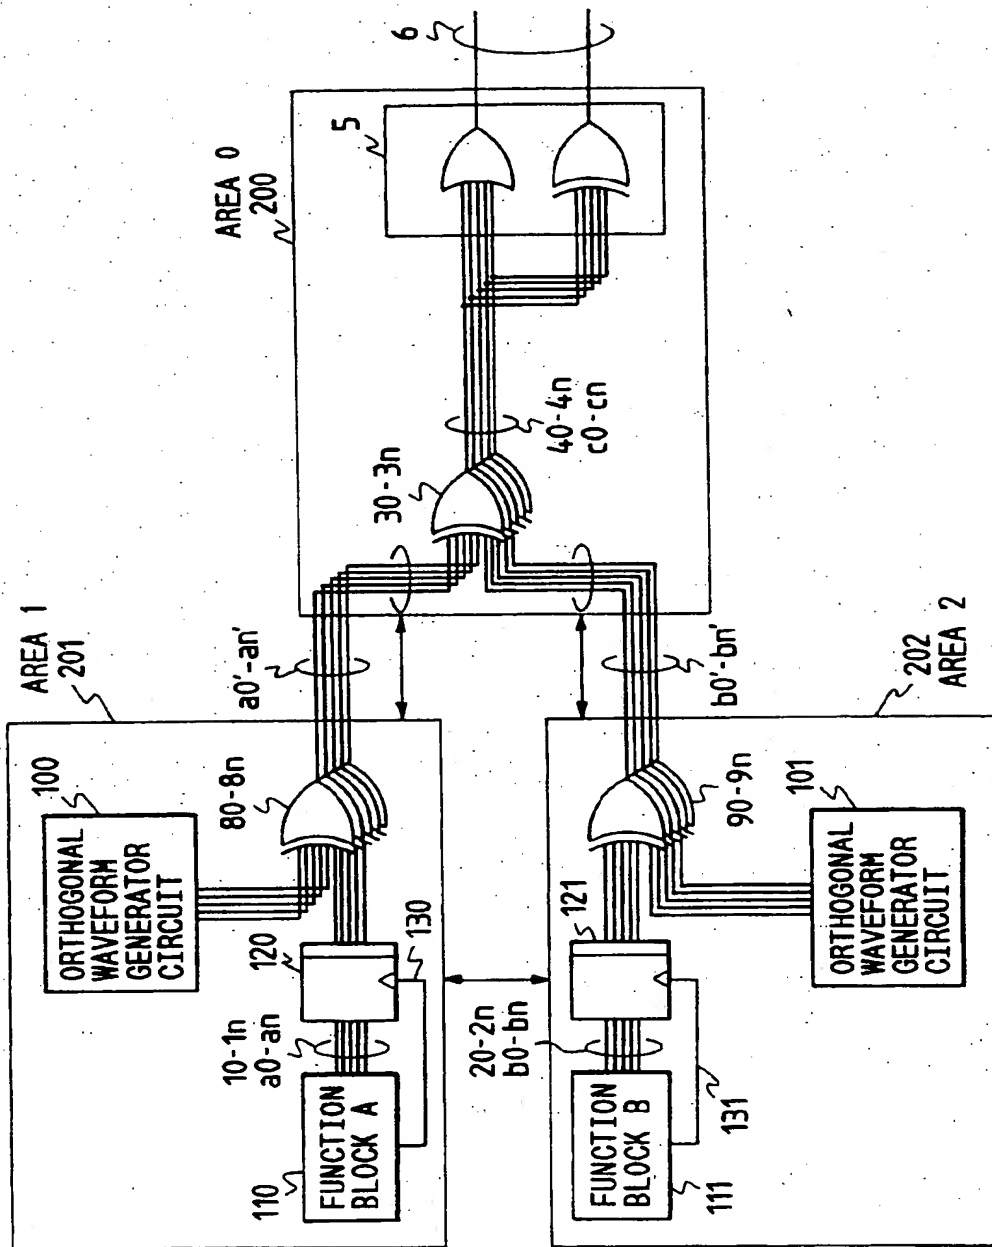 AREA 1
201
100
ORTHOGONAL
WAVEFORM
GENERATOR
CIRCUIT
80-8n
120
130
10-1n
a0-an
110
FUNCTION
BLOCK A
a0'-an'
AREA 0
200
5
6
30-3n
40-4n
c0-cn
b0'-bn'
202
AREA 2
20-2n
b0-bn
121
90-9n
101
ORTHOGONAL
WAVEFORM
GENERATOR
CIRCUIT
FUNCTION
BLOCK B
111
131